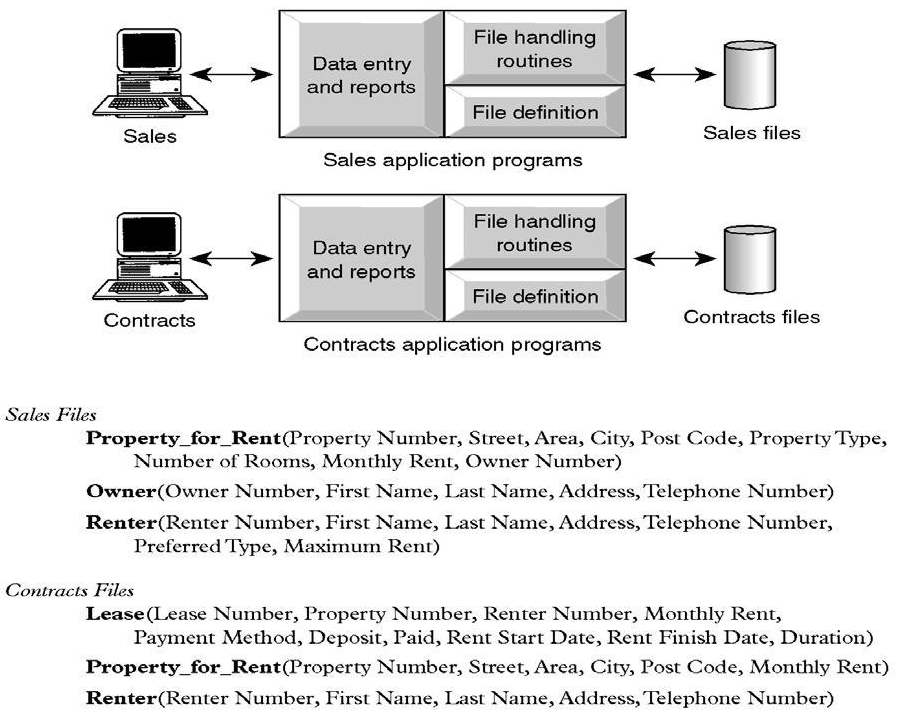 Data entry
and reports
File handling
routines
File definition
Sales
Sales files
Sales application programs
Data entry
and reports
File handling
routines
File definition
Contracts
Contracts files
Contracts application programs
Sales Files
Property_for_Rent(Property Number, Street, Area, City, Post Code, Property Type,
Number of Rooms, Monthly Rent, Owner Number)
Owner(Owner Number, First Name, Last Name, Address, Telephone Number)
Renter(Renter Number, First Name, Last Name, Address, Telephone Number,
Preferred Type, Maximum Rent)
Contracts Files
Lease(Lease Number, Property Number, Renter Number, Monthly Rent,
Payment Method, Deposit, Paid, Rent Start Date, Rent Finish Date, Duration)
Property_for_Rent(Property Number, Street, Area, City, Post Code, Monthly Rent)
Renter(Renter Number, First Name, Last Name, Address, Telephone Number)